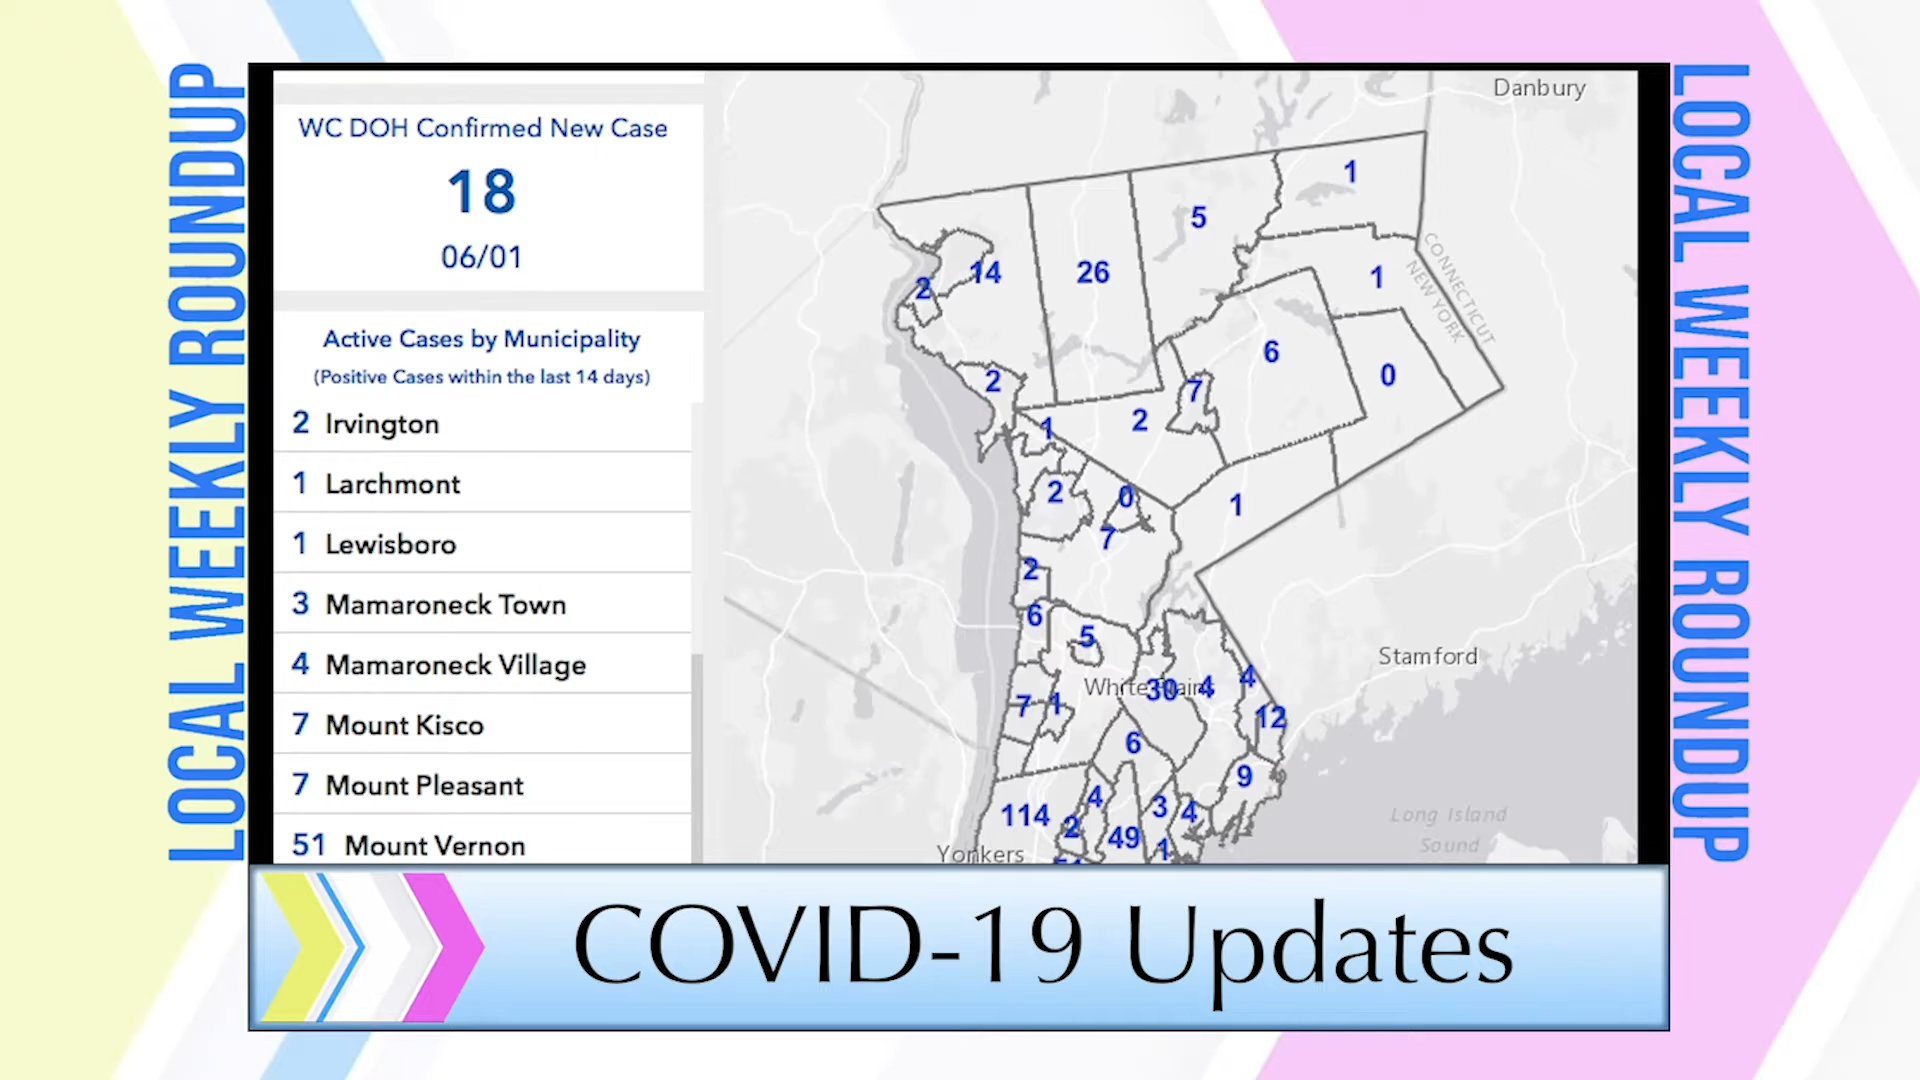 LOCAL WEEKLY ROUNDUP
WC DOH Confirmed New Case
18
06/01
Active Cases by Municipality
(Positive Cases within the last 14 days)
2 Irvington
1 Larchmont
1 Lewisboro
3 Mamaroneck Town
4 Mamaroneck Village
7 Mount Kisco
7 Mount Pleasant
51 Mount Vernon
Danbury
1
5
14
26
2
1
CONNECTICUT
NEW YORK
6
0
2
7
2
1
2
0
1
7
2
6
5
Stamford
White Plains
30
4
4
7
1
12
6
9
114
4
3
4
2
49
1
Long Island
Sound
Yonkers
LOCAL WEEKLY ROUNDUP
COVID-19 Updates